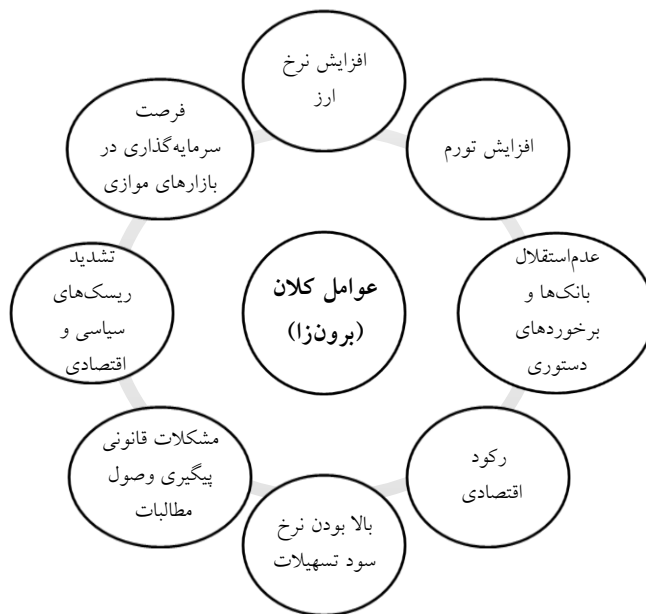 افزایش نرخ
ارز
افزایش تورم
عدم‌استقلال
بانک‌ها و
برخوردهای
دستوری
رکود
اقتصادی
بالا بودن نرخ
سود تسهیلات
مشکلات قانونی
پیگیری وصول
مطالبات
تشدید
ریسک‌های
سیاسی و
اقتصادی
فرصت
سرمایه‌گذاری در
بازارهای موازی
عوامل کلان
(برون‌زا)